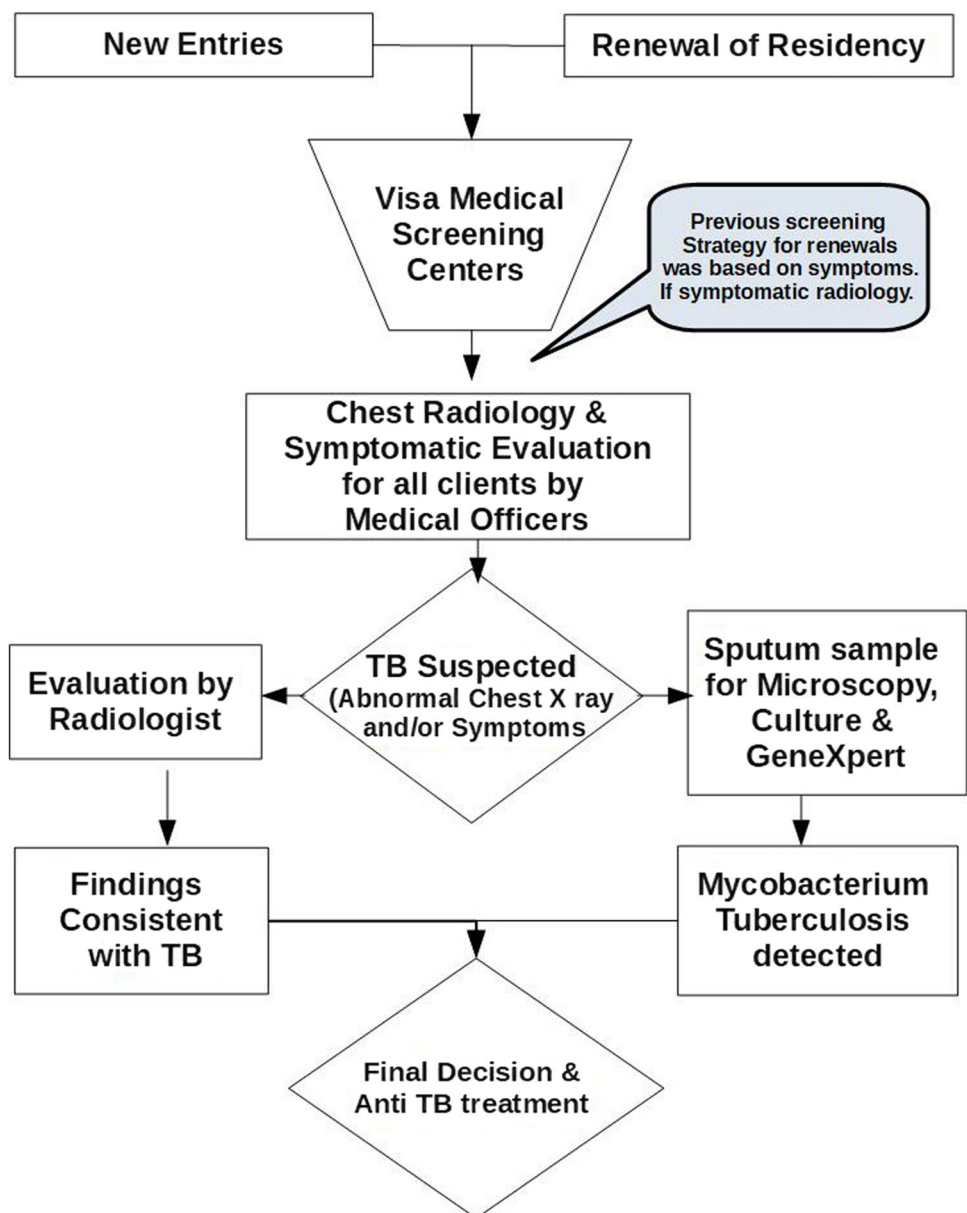 New Entries
Renewal of Residency
Visa Medical
Screening
Centers
Previous screening
Strategy for renewals
was based on symptoms.
If symptomatic radiology.
Chest Radiology &
Symptomatic Evaluation
for all clients by
Medical Officers
TB Suspected
(Abnormal Chest X ray
and/or Symptoms
Evaluation by
Radiologist
Sputum sample
for Microscopy,
Culture &
GeneXpert
Findings
Consistent
with TB
Mycobacterium
Tuberculosis
detected
Final Decision &
Anti TB treatment